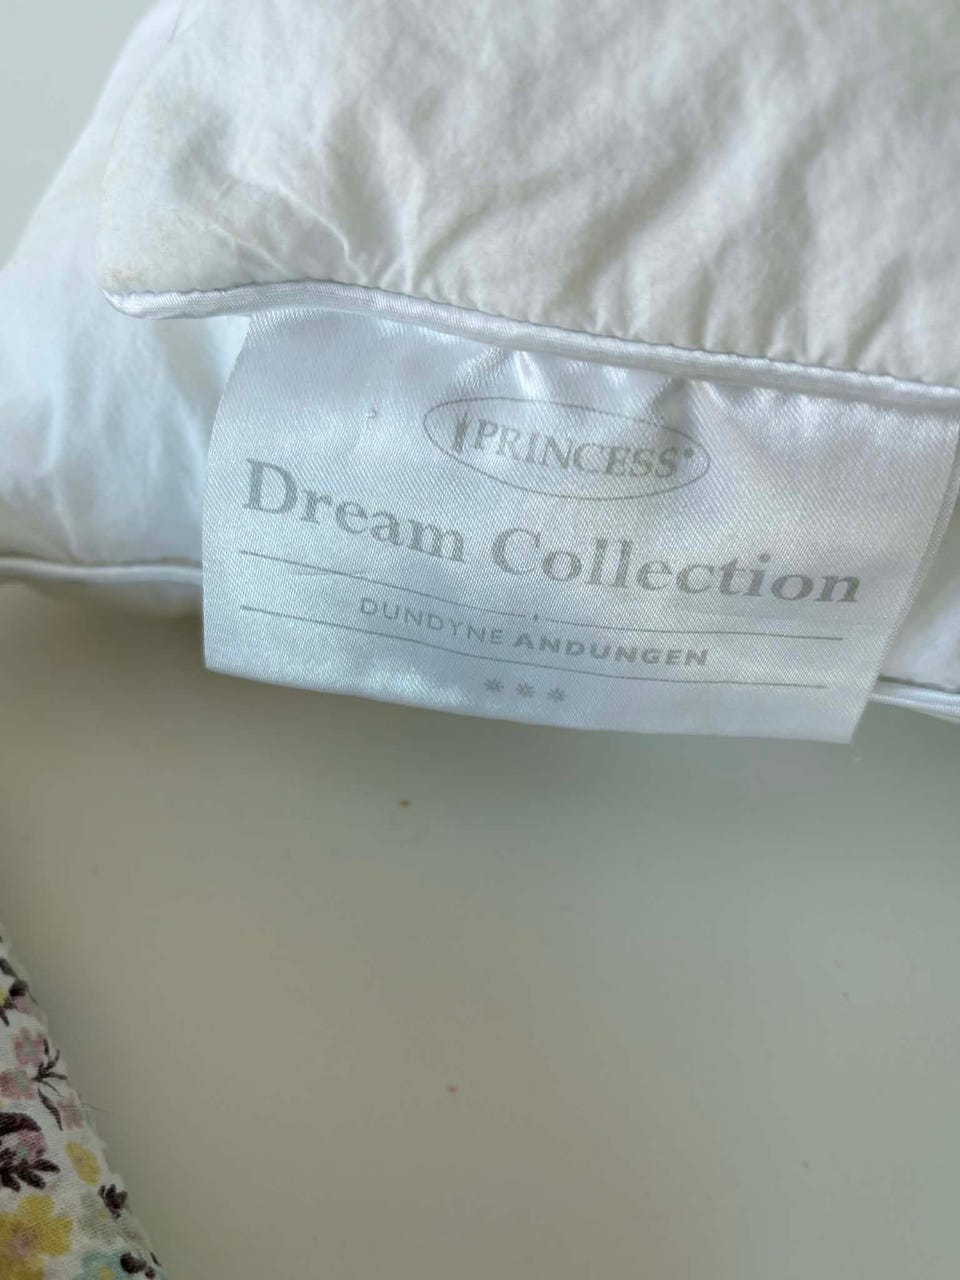 PRINCESS®
Dream Collection
DUNDYNE ANDUNGEN
***